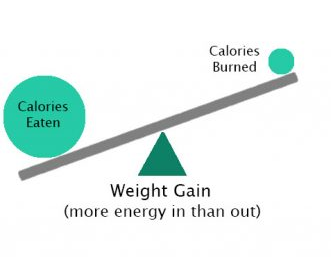 Calories
Burned
Calories
Eaten
Weight Gain
(more energy in than out)